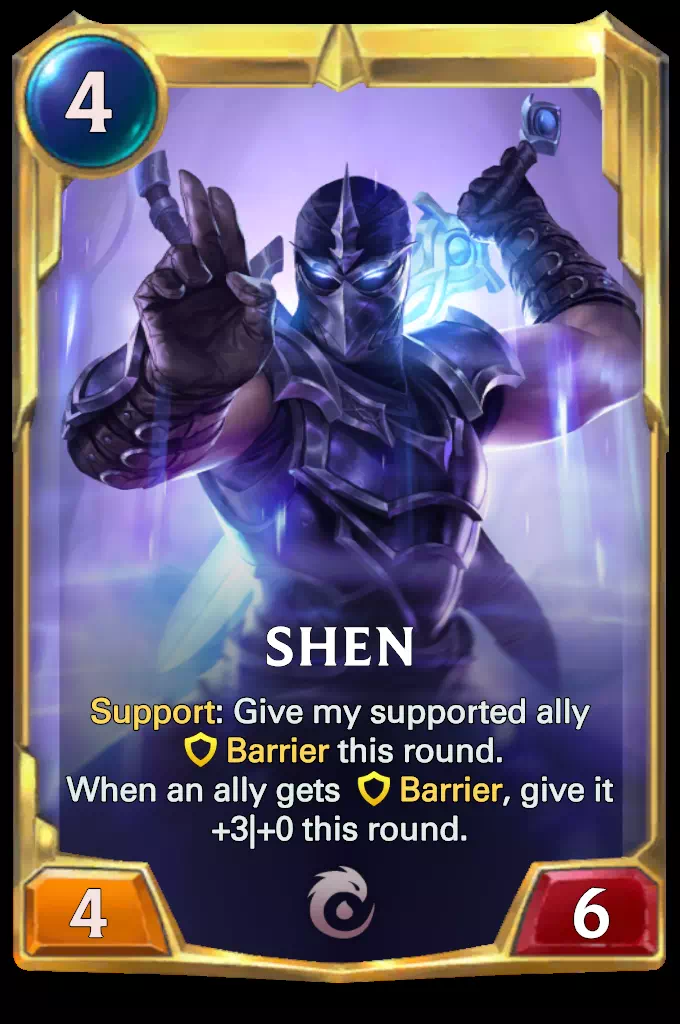 4
SHEN
Support: Give my supported ally
Barrier this round.
When an ally gets Barrier, give it
+3|+0 this round.
4
6